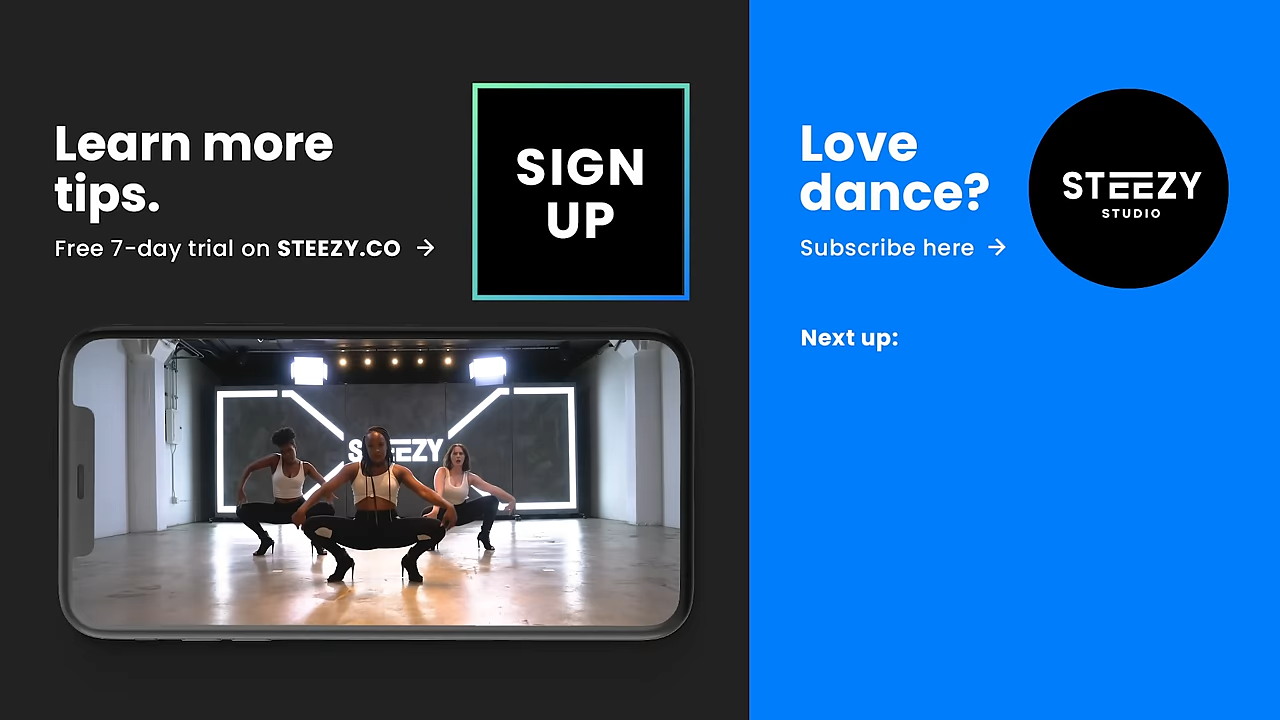 Learn more
tips.
Free 7-day trial on STEEZY.CO →
SIGN
UP
STEEZY
Love
dance?
Subscribe here →
STEEZY
STUDIO
Next up: